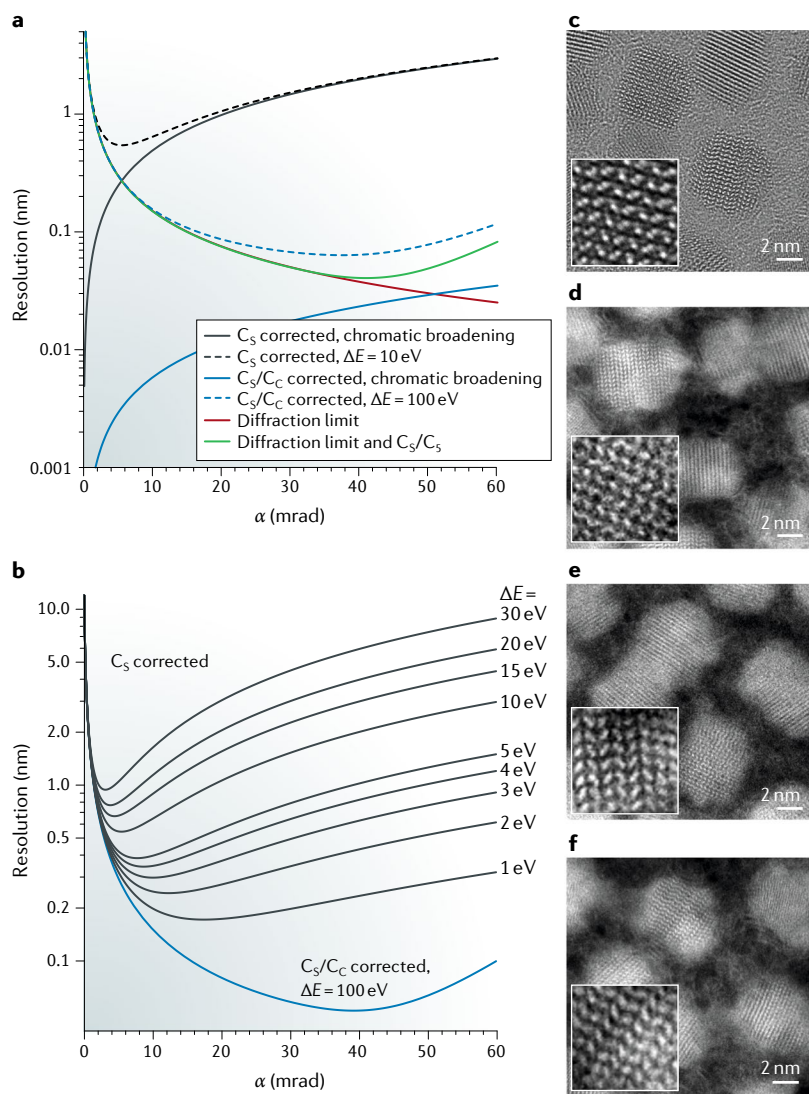 a
Resolution (nm)
1
0.1
0.01
0.001
0 10 20 30 40 50 60
α (mrad)
C_S corrected, chromatic broadening
C_S corrected, ΔE = 10 eV
C_S/C_C corrected, chromatic broadening
C_S/C_C corrected, ΔE = 100 eV
Diffraction limit
Diffraction limit and C_S/C_5
b
Resolution (nm)
10.0
5.0
2.0
1.0
0.5
0.2
0.1
0 10 20 30 40 50 60
α (mrad)
C_S corrected
ΔE =
30 eV
20 eV
15 eV
10 eV
5 eV
4 eV
3 eV
2 eV
1 eV
C_S/C_C corrected,
ΔE = 100 eV
c
2 nm
d
2 nm
e
2 nm
f
2 nm